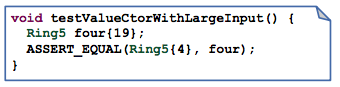 void testValueCtorWithLargeInput() {
  Ring5 four{19};
  ASSERT_EQUAL(Ring5{4}, four);
}